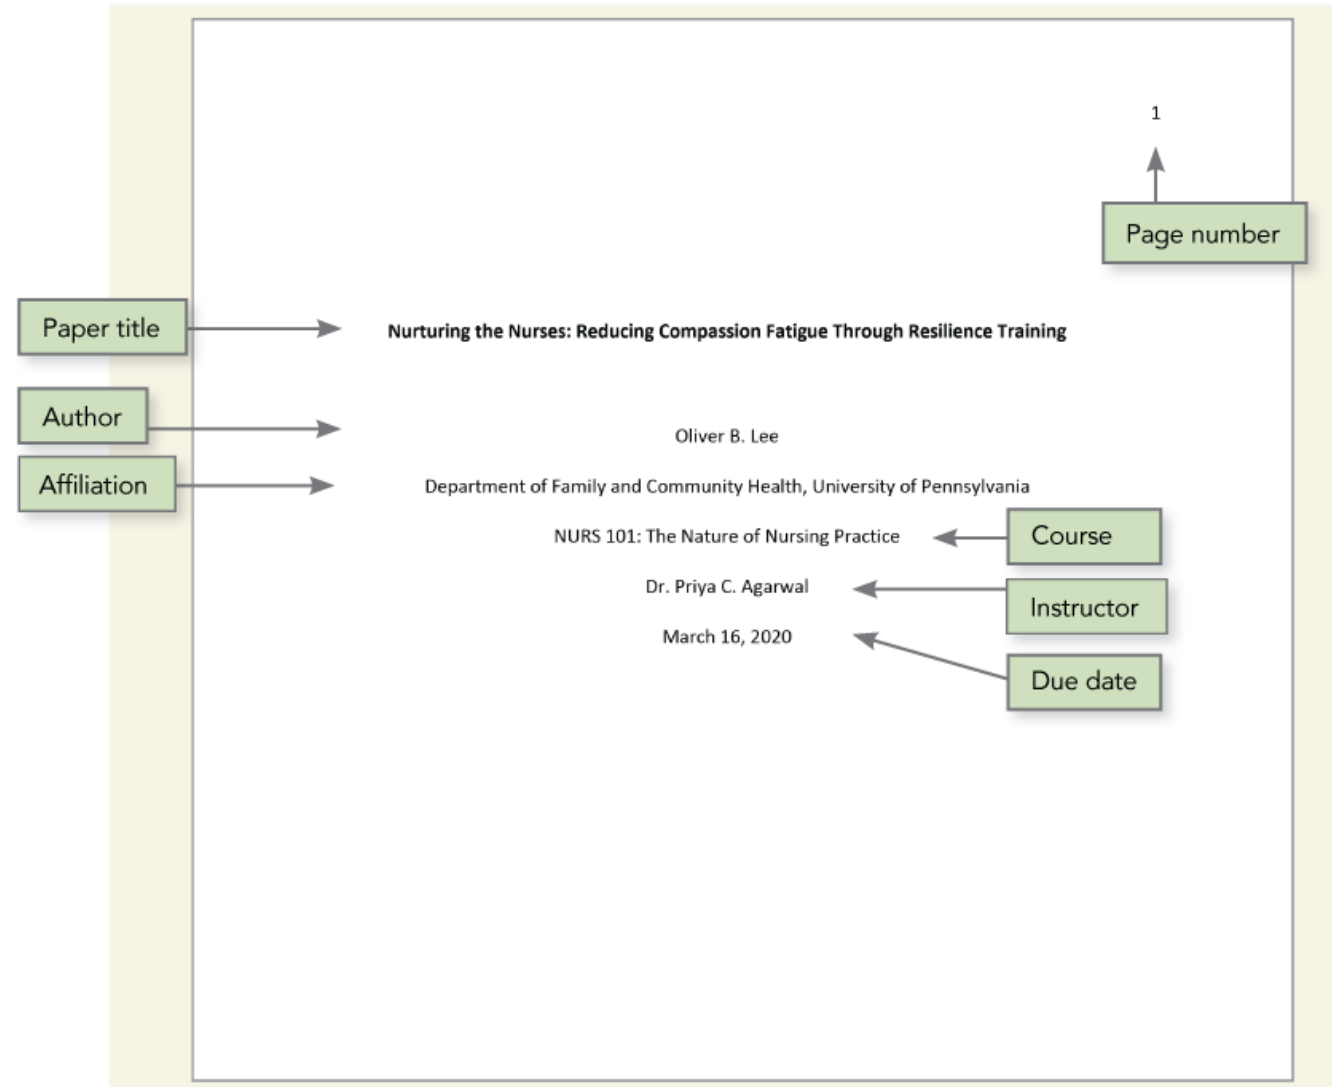 1
Page number
Paper title
Nurturing the Nurses: Reducing Compassion Fatigue Through Resilience Training
Author
Oliver B. Lee
Affiliation
Department of Family and Community Health, University of Pennsylvania
NURS 101: The Nature of Nursing Practice
Course
Dr. Priya C. Agarwal
Instructor
March 16, 2020
Due date